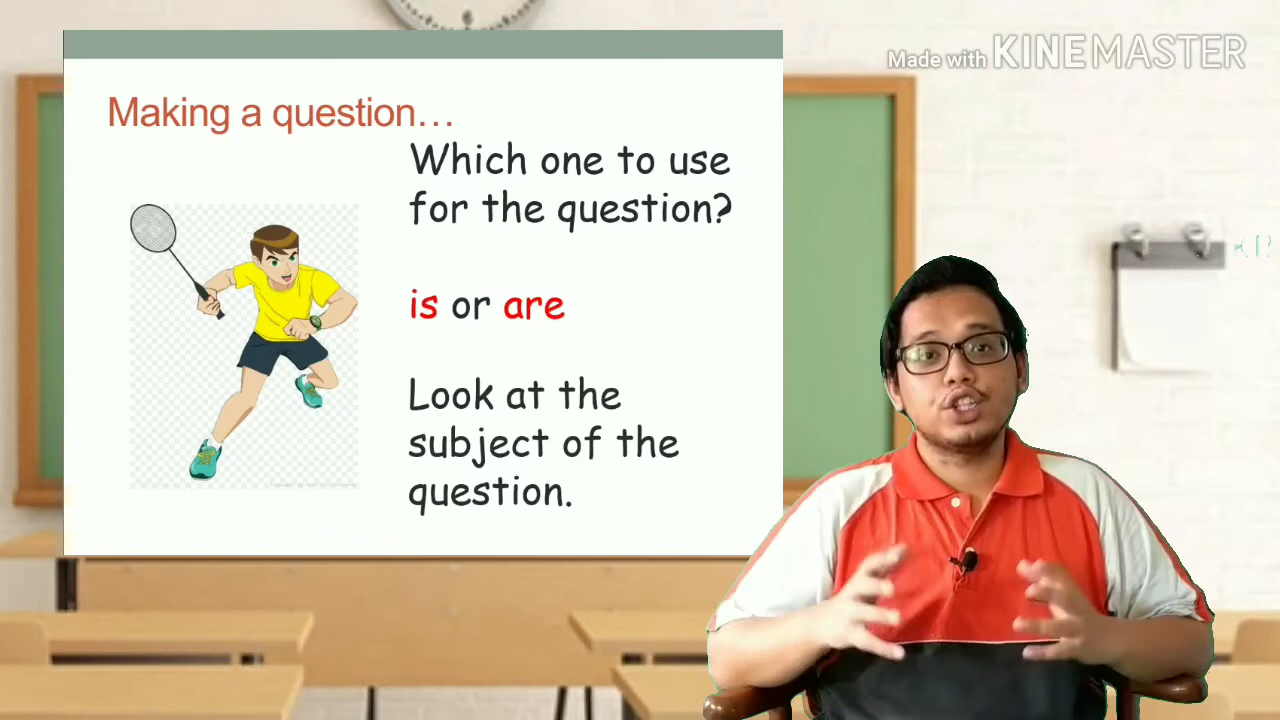 Made with KINEMASTER
Making a question...
Which one to use
for the question?
is or are
Look at the
subject of the
question.